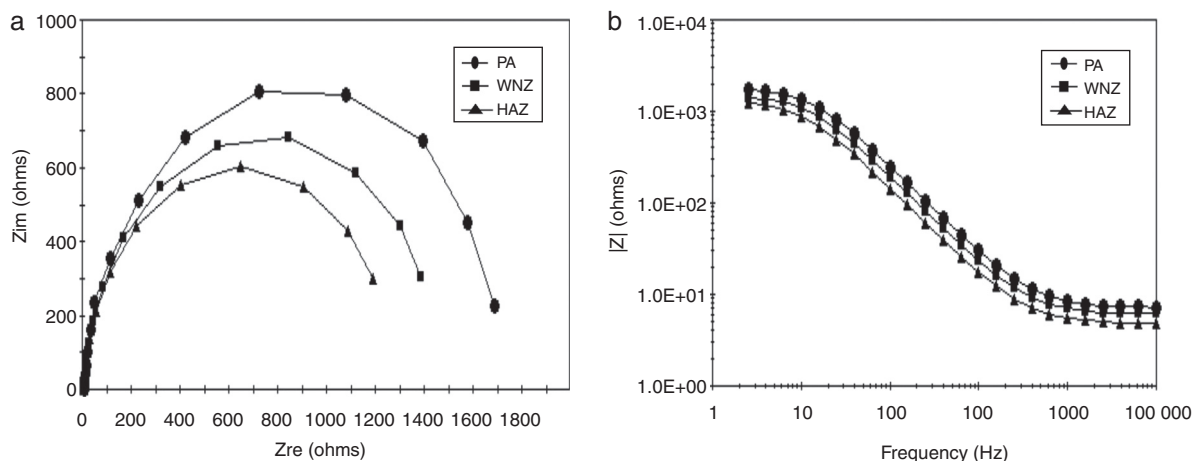 a
1000
800
600
400
200
0
Zim (ohms)
PA
WNZ
HAZ
0 200 400 600 800 1000 1200 1400 1600 1800
Zre (ohms)
b
1.0E+04
1.0E+03
1.0E+02
1.0E+01
1.0E+00
|Z| (ohms)
PA
WNZ
HAZ
1 10 100 100 1000 100 000
Frequency (Hz)